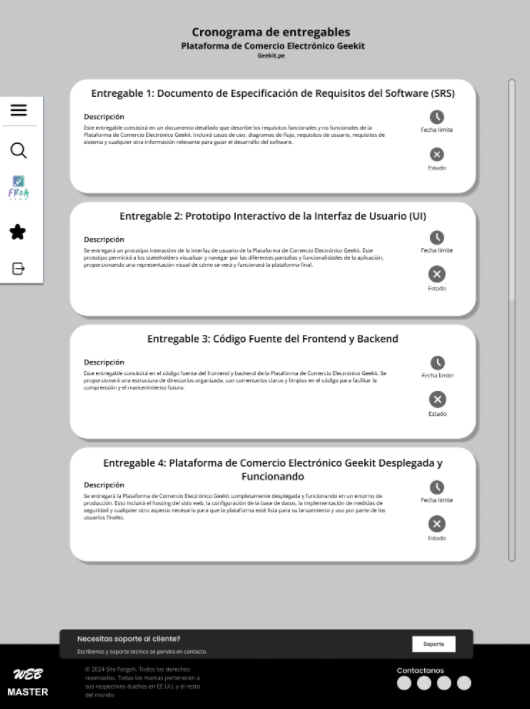 Cronograma de entregables
Plataforma de Comercio Electrónico Geekit
Geekit.pe
Entregable 1: Documento de Especificación de Requisitos del Software (SRS)
Descripción
Este entregable consistirá en un documento detallado que describe los requisitos funcionales y no funcionales de la
Plataforma de Comercio Electrónico Geekit. Incluirá casos de uso, diagramas de flujo, requisitos de usuario, requisitos de
sistema y cualquier otra información relevante para guiar el desarrollo del software.
Fecha límite
Estado
Entregable 2: Prototipo Interactivo de la Interfaz de Usuario (UI)
Descripción
Se entregará un prototipo interactivo de la interfaz de usuario de la Plataforma de Comercio Electrónico Geekit. Este
prototipo permitirá a los stakeholders visualizar y navegar por las diferentes pantallas y funcionalidades de la aplicación,
proporcionando una representación visual de cómo se verá y funcionará la plataforma final.
Fecha límite
Estado
Entregable 3: Código Fuente del Frontend y Backend
Descripción
Este entregable consistirá en el código fuente del frontend y backend de la Plataforma de Comercio Electrónico Geekit. Se
proporcionará una estructura de directorios organizada, con comentarios claros y limpios en el código para facilitar la
comprensión y el mantenimiento futuro.
Fecha límite
Estado
Entregable 4: Plataforma de Comercio Electrónico Geekit Desplegada y
Funcionando
Descripción
Se entregará la Plataforma de Comercio Electrónico Geekit completamente desplegada y funcionando en un entorno de
producción. Esto incluirá el hosting del sitio web, la configuración de la base de datos, la implementación de medidas de
seguridad y cualquier otro aspecto necesario para que la plataforma esté lista para su lanzamiento y uso por parte de los
usuarios finales.
Fecha límite
Estado
Necesitas soporte al cliente?
Escribenos y soporte tecnico se pondra en contacto.
Soporte
WEB
MASTER
© 2024 Site Forgeh. Todos los derechos
reservados. Todas las marcas pertenecen a
sus respectivos dueños en EE.UU. y el resto
del mundo
Contactanos